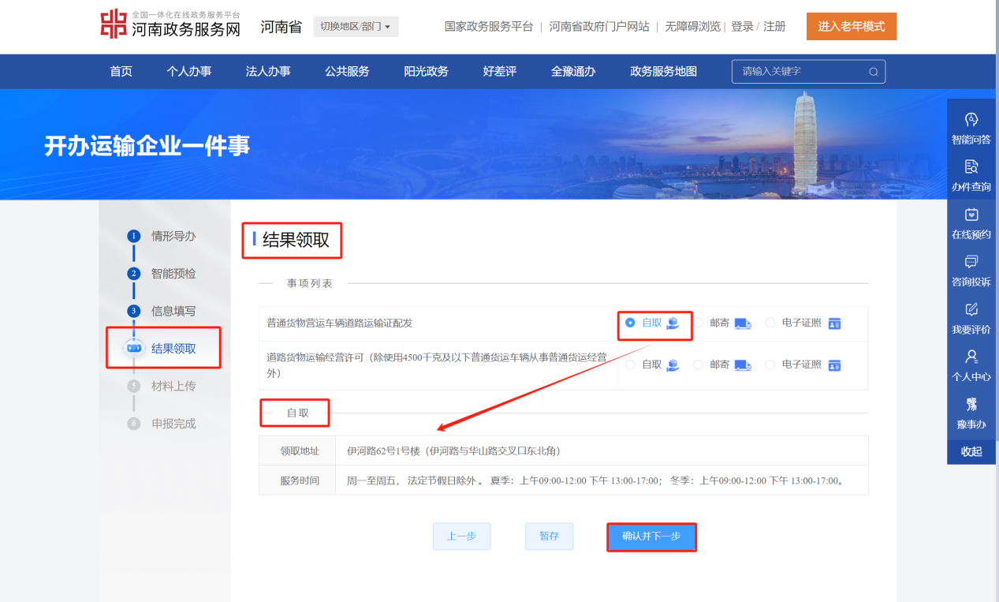 全国一体化在线政务服务平台
河南政务服务网
河南省
切换地区/部门
国家政务服务平台 | 河南省政府门户网站 | 无障碍浏览 | 登录 / 注册
进入老年模式
首页 个人办事 法人办事 公共服务 阳光政务 好差评 全豫通办 政务服务地图
请输入关键字
开办运输企业一件事
智能问答
办件查询
在线预约
咨询投诉
我要评价
个人中心
豫事办
收起
1 情形导办
2 智能预检
3 信息填写
结果领取
5 材料上传
6 申报完成
结果领取
事项列表
普通货物营运车辆道路运输证配发 自取 邮寄 电子证照
道路货物运输经营许可（除使用4500千克及以下普通货运车辆从事普通货运经营
外） 自取 邮寄 电子证照
自取
领取地址 伊河路62号1号楼（伊河路与华山路交叉口东北角）
服务时间 周一至周五， 法定节假日除外 。 夏季：上午09:00-12:00 下午 13:00-17:00； 冬季：上午09:00-12:00 下午 13:00-17:00。
上一步 暂存 确认并下一步